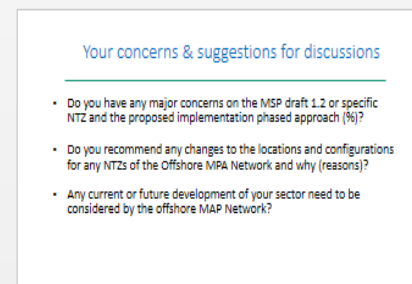 Your concerns & suggestions for discussions
• Do you have any major concerns on the MSP draft 1.2 or specific
NTZ and the proposed implementation phased approach (%)?
• Do you recommend any changes to the locations and configurations
for any NTZs of the Offshore MPA Network and why (reasons)?
• Any current or future development of your sector need to be
considered by the offshore MAP Network?